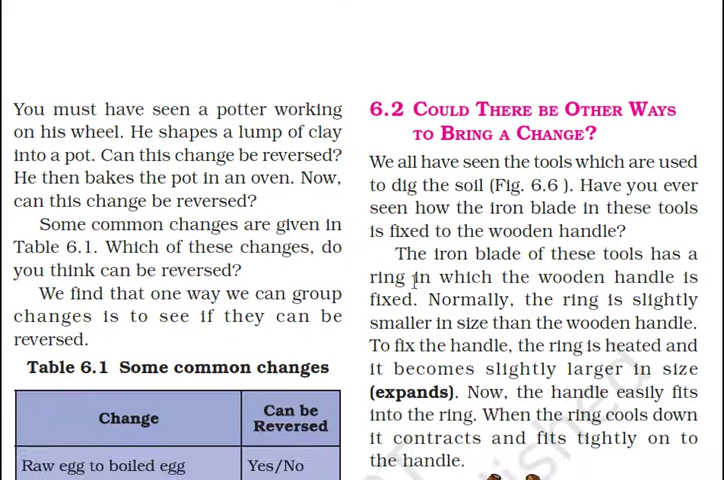 You must have seen a potter working
on his wheel. He shapes a lump of clay
into a pot. Can this change be reversed?
He then bakes the pot in an oven. Now,
can this change be reversed?
Some common changes are given in
Table 6.1. Which of these changes, do
you think can be reversed?
We find that one way we can group
changes is to see if they can be
reversed.
Table 6.1 Some common changes
Change
Can be
Reversed
Raw egg to boiled egg
Yes/No
6.2 Could There be Other Ways
to Bring a Change?
We all have seen the tools which are used
to dig the soil (Fig. 6.6 ). Have you ever
seen how the iron blade in these tools
is fixed to the wooden handle?
The iron blade of these tools has a
ring in which the wooden handle is
fixed. Normally, the ring is slightly
smaller in size than the wooden handle.
To fix the handle, the ring is heated and
it becomes slightly larger in size
(expands). Now, the handle easily fits
into the ring. When the ring cools down
it contracts and fits tightly on to
the handle.